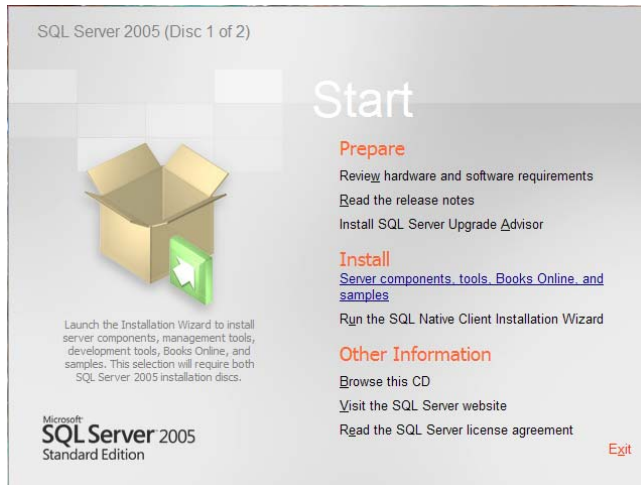 SQL Server 2005 (Disc 1 of 2)
Start
Prepare
Review hardware and software requirements
Read the release notes
Install SQL Server Upgrade Advisor
Install
Server components, tools, Books Online, and
samples
Run the SQL Native Client Installation Wizard
Other Information
Browse this CD
Visit the SQL Server website
Read the SQL Server license agreement
Exit
Launch the Installation Wizard to install
server components, management tools,
development tools, Books Online, and
samples. This selection will require both
SQL Server 2005 installation discs.
Microsoft
SQL Server 2005
Standard Edition